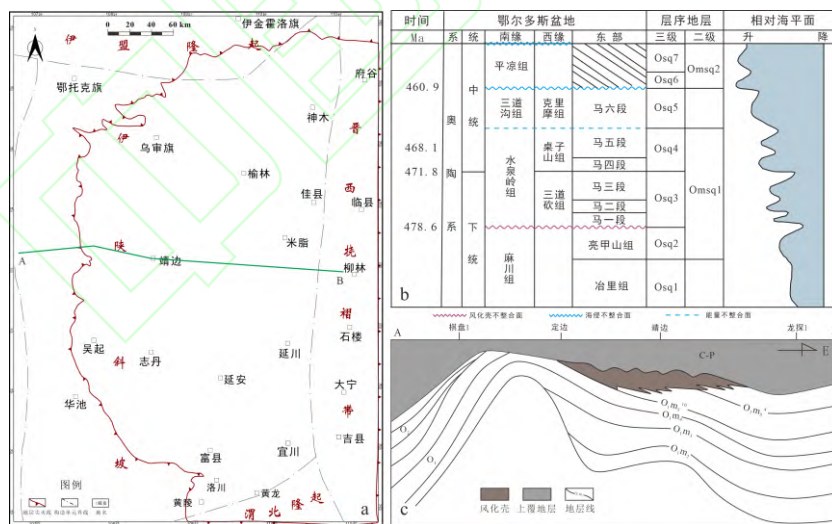 0 20 40 60 km
伊金霍洛旗
伊盟隆起
鄂托克旗
府谷
神木
乌审旗
榆林
佳县
临县
米脂
柳林
靖边
A
B
晋西挠褶带
伊陕斜坡
石楼
吴起
志丹
延川
延安
大宁
华池
吉县
宜川
富县
洛川
黄陵
黄龙
渭北隆起
图例
a
时间 鄂尔多斯盆地 层序地层 相对海平面
Ma 系 统 南缘 西缘 东部 三级 二级 升 降
460.9
468.1
471.8
478.6
奥陶系
中统
下统
平凉组
三道沟组
水泉岭组
麻川组
克里摩组
桌子山组
三道砍组
马六段
马五段
马四段
马三段
马二段
马一段
亮甲山组
冶里组
Osq7
Osq6
Osq5
Osq4
Osq3
Osq2
Osq1
Omsq2
Omsq1
b
风化壳不整合面 海侵不整合面 能量不整合面
A 棋盘1 定边 靖边 龙探1
C-P
E
c
风化壳 上覆地层 地层线